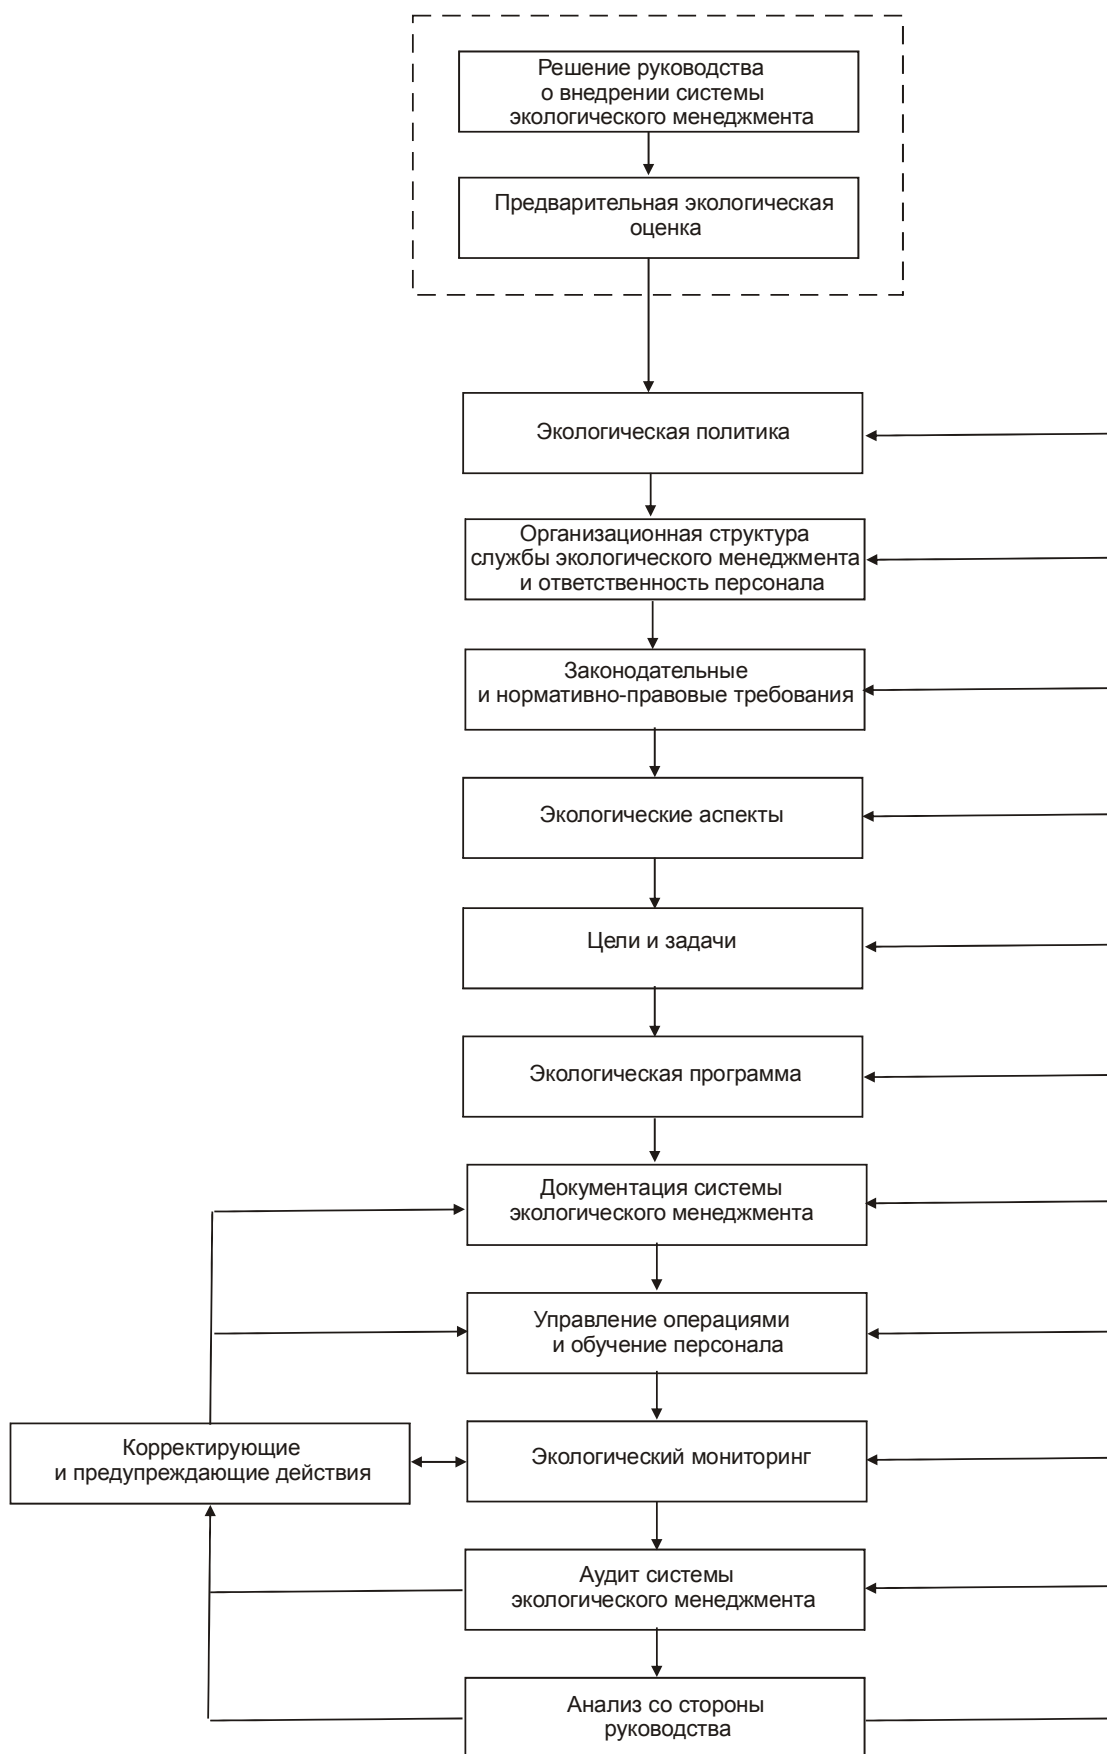 Решение руководства
о внедрении системы
экологического менеджмента
Предварительная экологическая
оценка
Экологическая политика
Организационная структура
службы экологического менеджмента
и ответственность персонала
Законодательные
и нормативно-правовые требования
Экологические аспекты
Цели и задачи
Экологическая программа
Документация системы
экологического менеджмента
Управление операциями
и обучение персонала
Корректирующие
и предупреждающие действия
Экологический мониторинг
Аудит системы
экологического менеджмента
Анализ со стороны
руководства